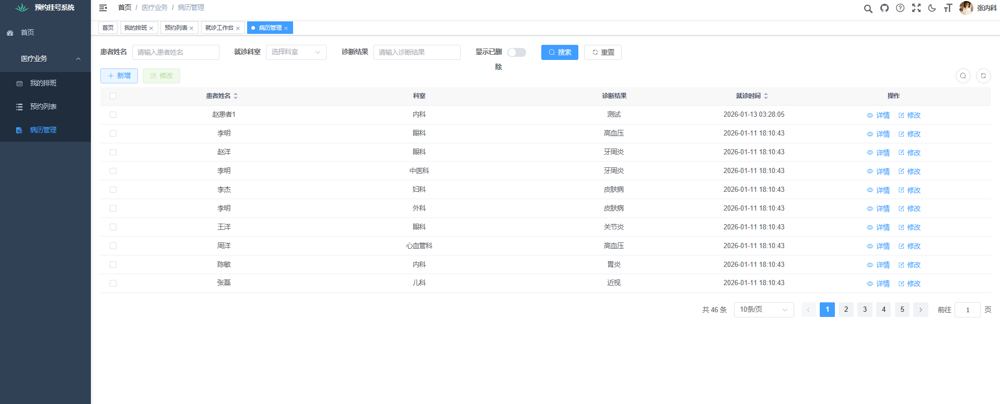 预约挂号系统
首页
医疗业务
我的排班
预约列表
病历管理
首页 / 医疗业务 / 病历管理
张内科
首页 我的排班 预约列表 就诊工作台 病历管理
患者姓名 请输入患者姓名 就诊科室 选择科室 诊断结果 请输入诊断结果 显示已删除 搜索 重置
新增 修改
患者姓名 科室 诊断结果 就诊时间 操作
赵患者1 内科 测试 2026-01-13 03:28:05 详情 修改
李明 眼科 高血压 2026-01-11 18:10:43 详情 修改
赵洋 眼科 牙周炎 2026-01-11 18:10:43 详情 修改
李明 中医科 牙周炎 2026-01-11 18:10:43 详情 修改
李杰 妇科 皮肤病 2026-01-11 18:10:43 详情 修改
李明 外科 皮肤病 2026-01-11 18:10:43 详情 修改
王洋 眼科 关节炎 2026-01-11 18:10:43 详情 修改
周洋 心血管科 高血压 2026-01-11 18:10:43 详情 修改
陈敏 内科 胃炎 2026-01-11 18:10:43 详情 修改
张磊 儿科 近视 2026-01-11 18:10:43 详情 修改
共 46 条 10条/页 1 2 3 4 5 前往 1 页